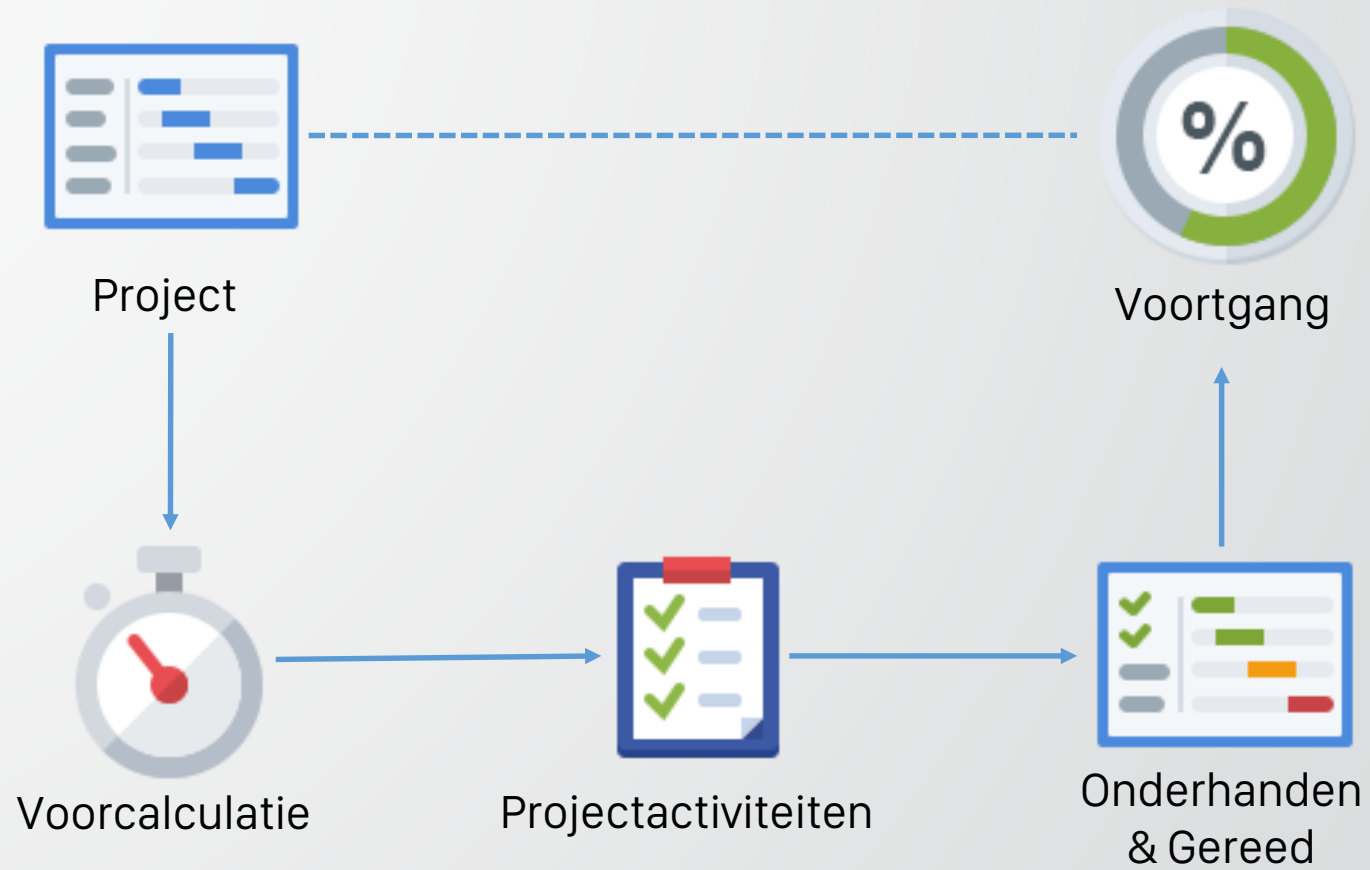 %
Project
Voortgang
Voorcalculatie
Projectactiviteiten
Onderhanden
& Gereed